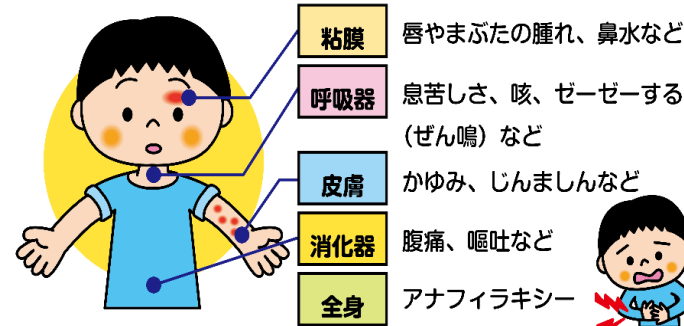 粘膜 唇やまぶたの腫れ、鼻水など
呼吸器 息苦しさ、咳、ゼーゼーする
（ぜん鳴）など
皮膚 かゆみ、じんましんなど
消化器 腹痛、嘔吐など
全身 アナフィラキシー